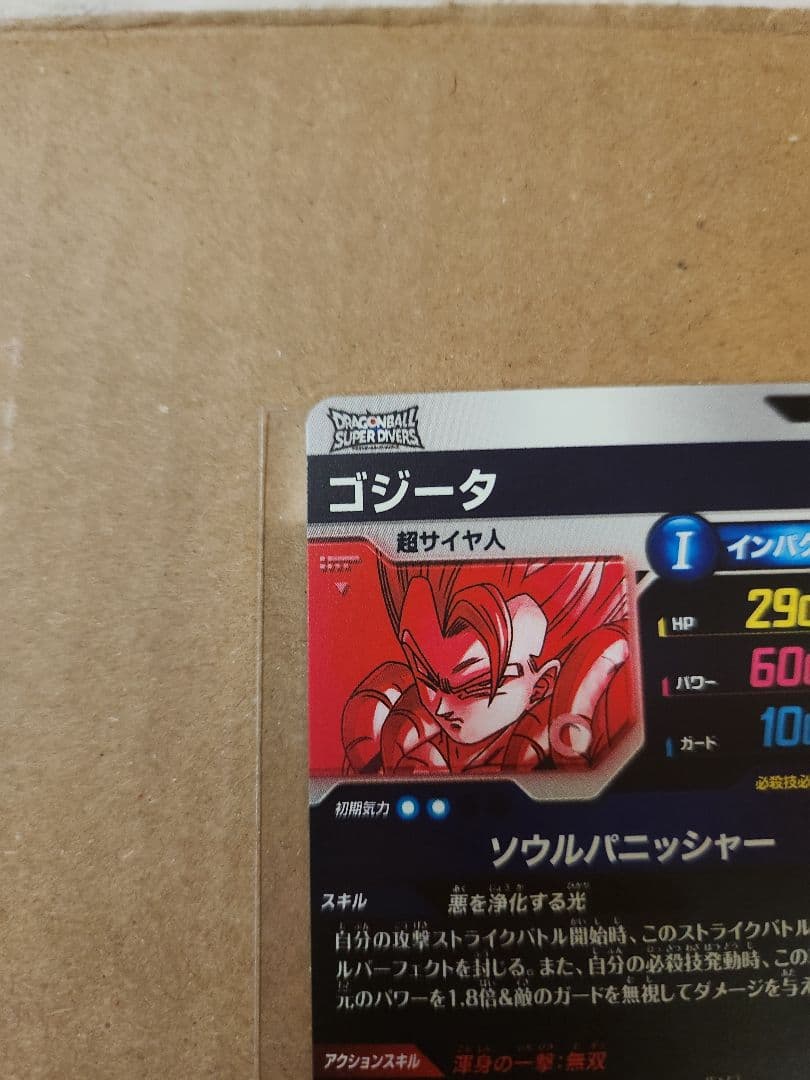 DRAGONBALL
SUPER DIVERS
ゴジータ
超サイヤ人
I インパク
HP 290
パワー 600
ガード 100
初期気力
必殺技必
ソウルパニッシャー
スキル 悪を浄化する光
自分の攻撃ストライクバトル開始時、このストライクバトル
ルパーフェクトを封じる。また、自分の必殺技発動時、この
元のパワーを1.8倍&敵のガードを無視してダメージを与え
アクションスキル 渾身の一撃:無双